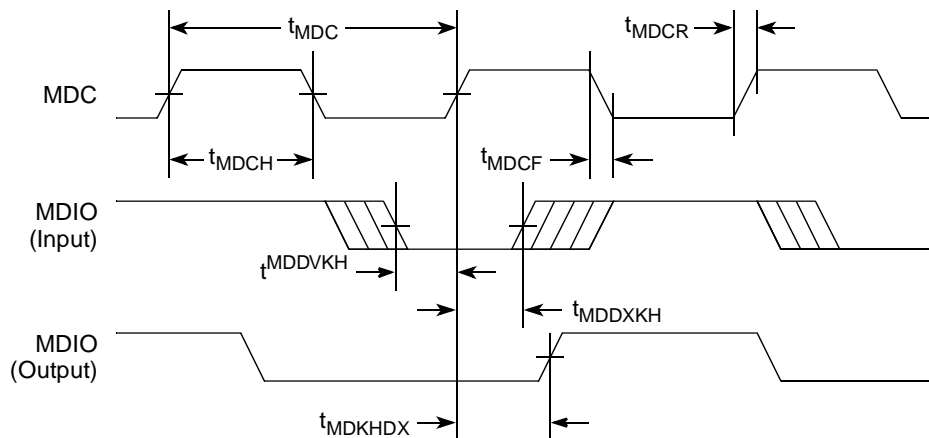 tMDC
tMDCR
MDC
tMDCH
tMDCF
MDIO
(Input)
tMDDVKH
tMDDXKH
MDIO
(Output)
tMDKHDX